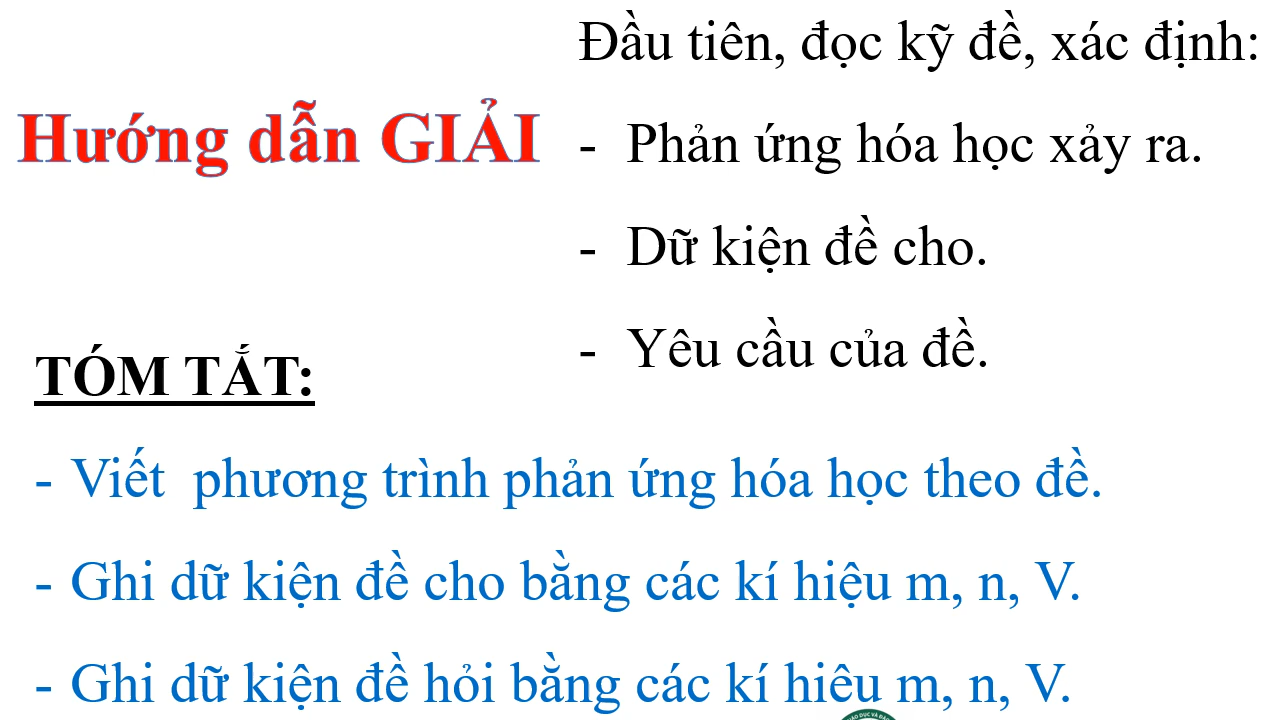 Đầu tiên, đọc kỹ đề, xác định:
Hướng dẫn GIẢI
- Phản ứng hóa học xảy ra.
- Dữ kiện đề cho.
- Yêu cầu của đề.
TÓM TẮT:
- Viết phương trình phản ứng hóa học theo đề.
- Ghi dữ kiện đề cho bằng các kí hiệu m, n, V.
- Ghi dữ kiện đề hỏi bằng các kí hiêu m, n, V.